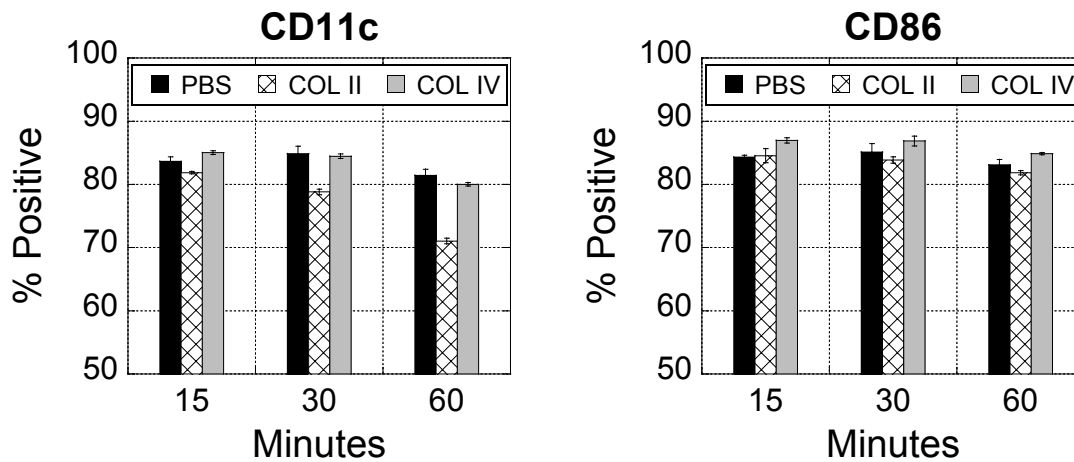 CD11c
100
PBS COL II COL IV
90
80
70
60
50
% Positive
15 30 60
Minutes
CD86
100
PBS COL II COL IV
90
80
70
60
50
% Positive
15 30 60
Minutes